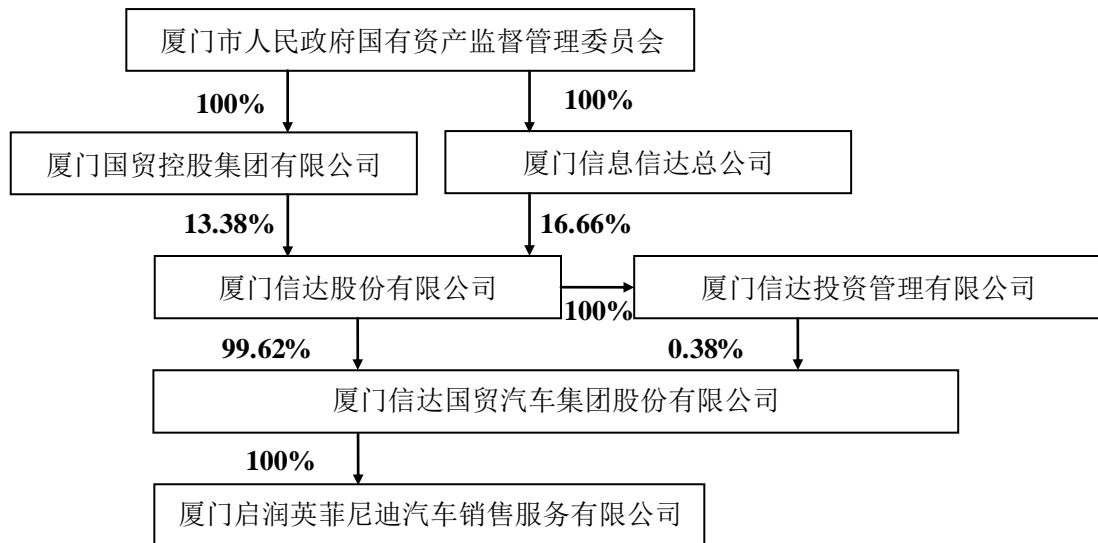 厦门市人民政府国有资产监督管理委员会
100%
100%
厦门国贸控股集团有限公司
厦门信息信达总公司
13.38%
16.66%
厦门信达股份有限公司
厦门信达投资管理有限公司
100%
99.62%
0.38%
厦门信达国贸汽车集团股份有限公司
100%
厦门启润英菲尼迪汽车销售服务有限公司